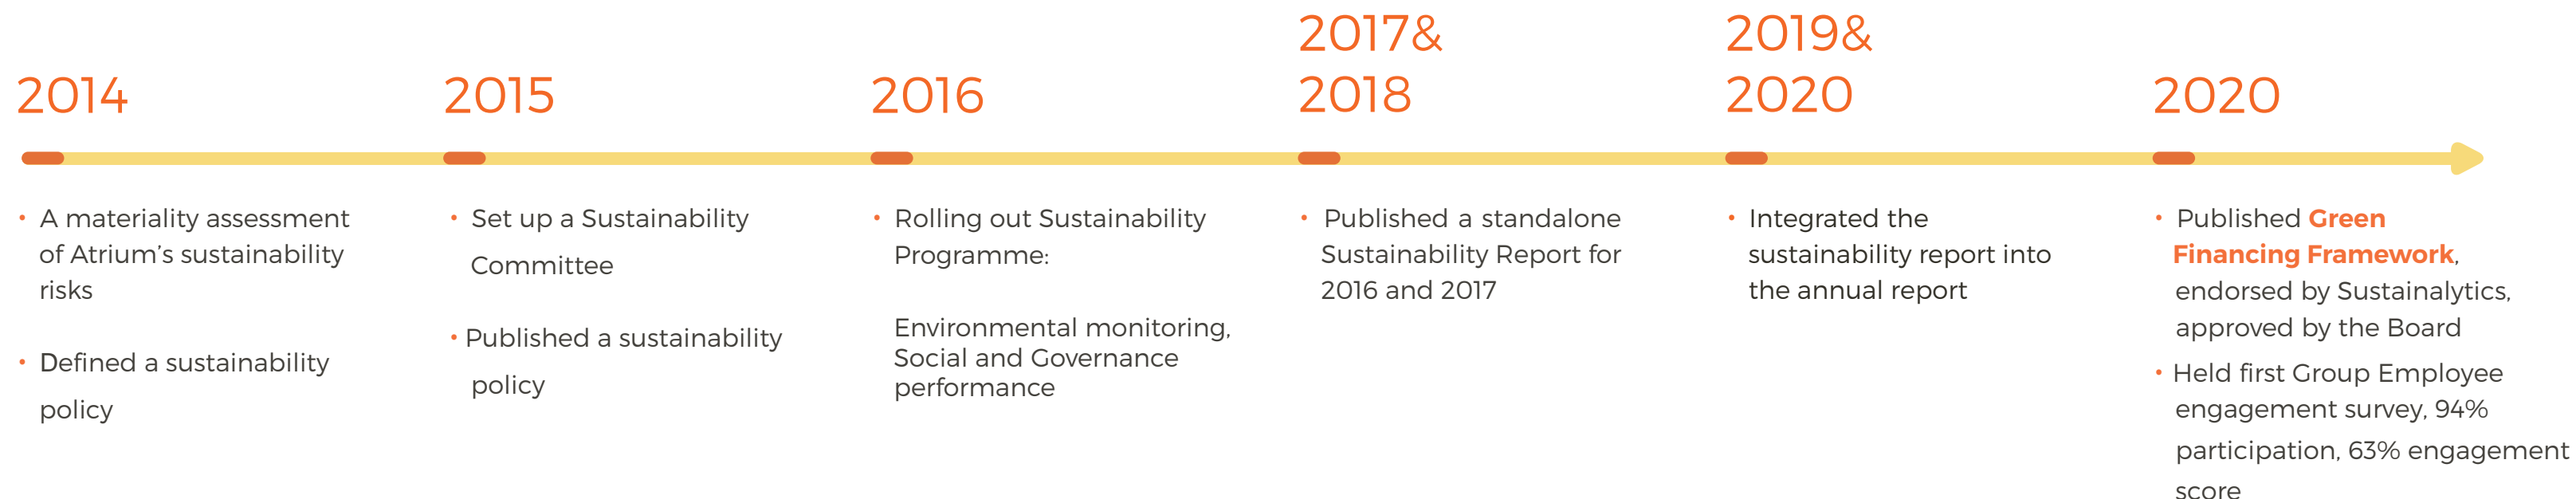 2014
• A materiality assessment
of Atrium's sustainability
risks
• Defined a sustainability
policy
2015
• Set up a Sustainability
Committee
• Published a sustainability
policy
2016
• Rolling out Sustainability
Programme:
Environmental monitoring,
Social and Governance
performance
2017&
2018
• Published a standalone
Sustainability Report for
2016 and 2017
2019&
2020
• Integrated the
sustainability report into
the annual report
2020
• Published Green
Financing Framework,
endorsed by Sustainalytics,
approved by the Board
• Held first Group Employee
engagement survey, 94%
participation, 63% engagement
score